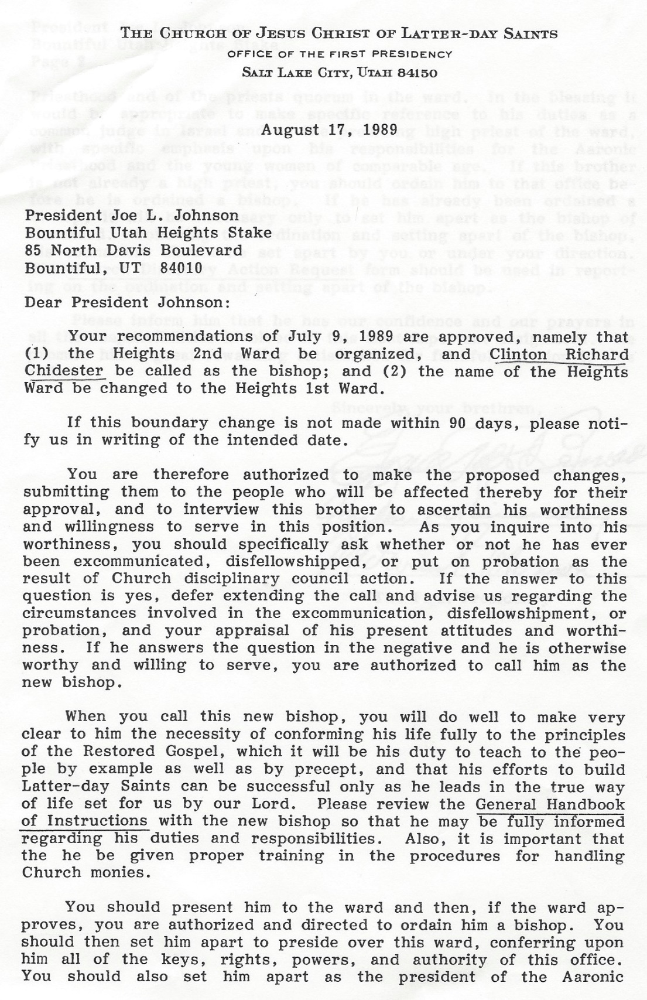 THE CHURCH OF JESUS CHRIST OF LATTER-DAY SAINTS
OFFICE OF THE FIRST PRESIDENCY
SALT LAKE CITY, UTAH 84150
August 17, 1989
President Joe L. Johnson
Bountiful Utah Heights Stake
85 North Davis Boulevard
Bountiful, UT 84010
Dear President Johnson:
Your recommendations of July 9, 1989 are approved, namely that
(1) the Heights 2nd Ward be organized, and Clinton Richard
Chidester be called as the bishop; and (2) the name of the Heights
Ward be changed to the Heights 1st Ward.
If this boundary change is not made within 90 days, please noti-
fy us in writing of the intended date.
You are therefore authorized to make the proposed changes,
submitting them to the people who will be affected thereby for their
approval, and to interview this brother to ascertain his worthiness
and willingness to serve in this position. As you inquire into his
worthiness, you should specifically ask whether or not he has ever
been excommunicated, disfellowshipped, or put on probation as the
result of Church disciplinary council action. If the answer to this
question is yes, defer extending the call and advise us regarding the
circumstances involved in the excommunication, disfellowshipment, or
probation, and your appraisal of his present attitudes and worthi-
ness. If he answers the question in the negative and he is otherwise
worthy and willing to serve, you are authorized to call him as the
new bishop.
When you call this new bishop, you will do well to make very
clear to him the necessity of conforming his life fully to the principles
of the Restored Gospel, which it will be his duty to teach to the peo-
ple by example as well as by precept, and that his efforts to build
Latter-day Saints can be successful only as he leads in the true way
of life set for us by our Lord. Please review the General Handbook
of Instructions with the new bishop so that he may be fully informed
regarding his duties and responsibilities. Also, it is important that
the he be given proper training in the procedures for handling
Church monies.
You should present him to the ward and then, if the ward ap-
proves, you are authorized and directed to ordain him a bishop. You
should then set him apart to preside over this ward, conferring upon
him all of the keys, rights, powers, and authority of this office.
You should also set him apart as the president of the Aaronic